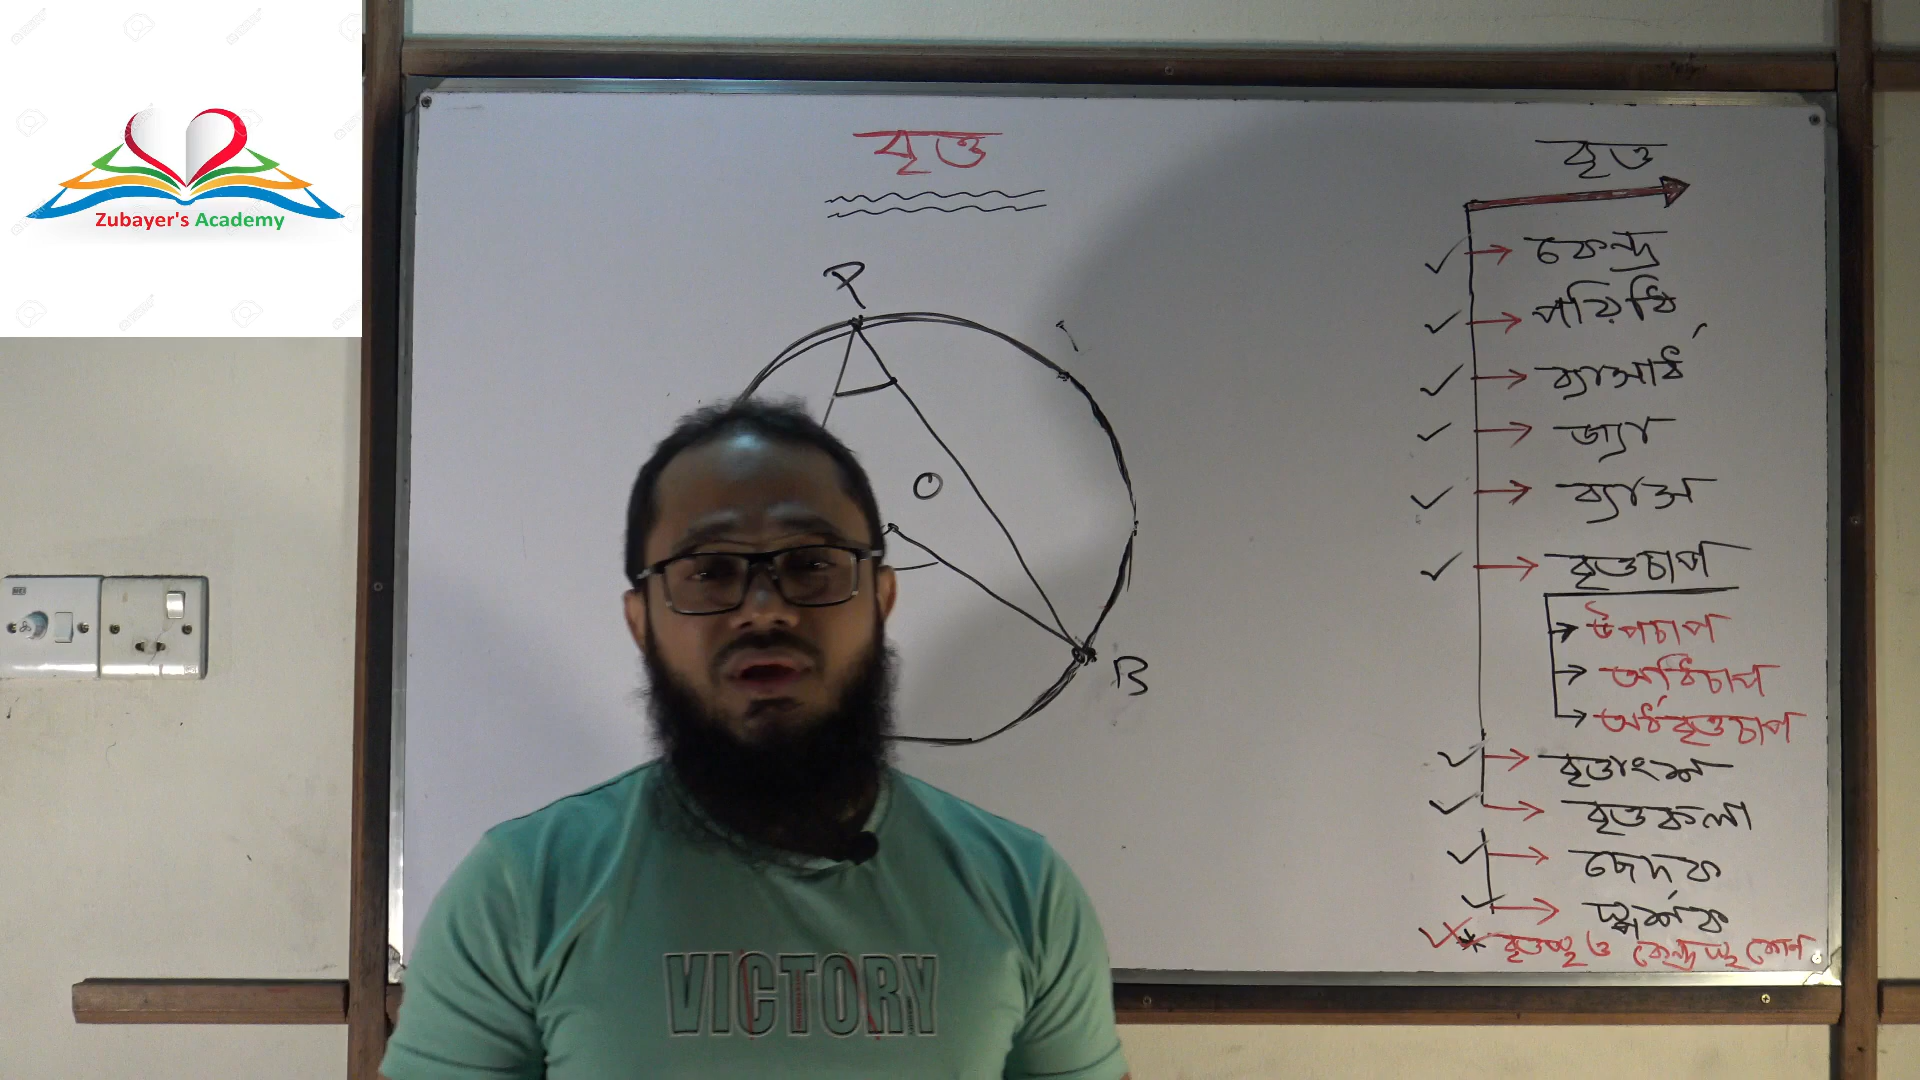 Zubayer's Academy
বৃত্ত
P
O
B
বৃত্ত
কেন্দ্র
পরিধি
ব্যাসার্ধ
জ্যা
ব্যাস
বৃত্তচাপ
উপচাপ
অধিচাপ
অর্ধবৃত্তচাপ
বৃত্তাংশ
বৃত্তকলা
ছেদক
স্পর্শক
* বৃত্তস্থ ও কেন্দ্রস্থ কোণ
VICTORY